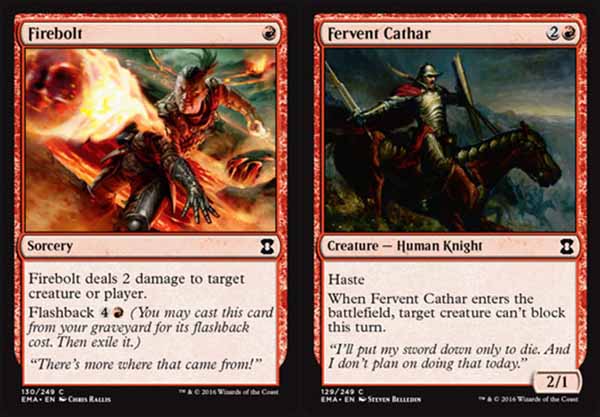 Firebolt
Sorcery
Firebolt deals 2 damage to target
creature or player.
Flashback 4 (You may cast this card
from your graveyard for its flashback
cost. Then exile it.)
"There's more where that came from!"
130/249 C
EMA • EN Chris Rallis
™ & © 2016 Wizards of the Coast
Fervent Cathar 2
Creature — Human Knight
Haste
When Fervent Cathar enters the
battlefield, target creature can't block
this turn.
"I'll put my sword down only to die. And
I don't plan on doing that today."
2/1
129/249 C
EMA • EN Steven Belledin
™ & © 2016 Wizards of the Coast